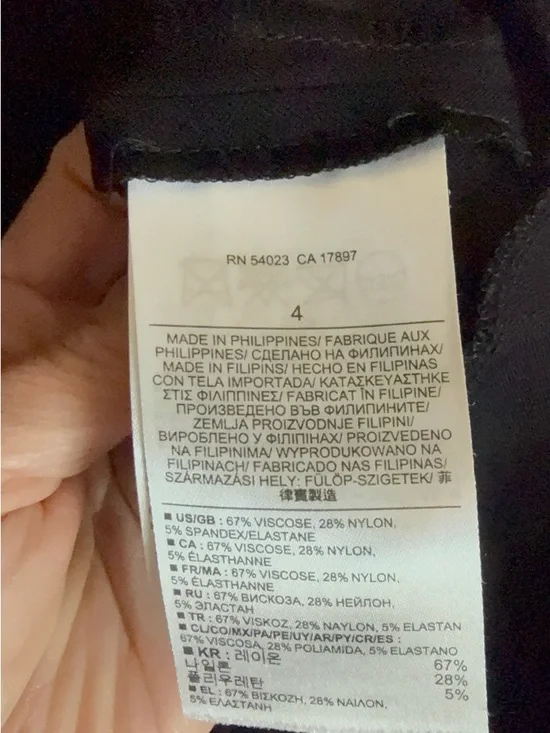 RN 54023 CA 17897
4
MADE IN PHILIPPINES/ FABRIQUE AUX
PHILIPPINES/ СДЕЛАНО НА ФИЛИПИНАХ/
MADE IN FILIPINS/ HECHO EN FILIPINAS
CON TELA IMPORTADA/ ΚΑΤΑΣΚΕΥΑΣΤΗΚΕ
ΣΤΙΣ ΦΙΛΙΠΠΙΝΕΣ/ FABRICAT ÎN FILIPINE/
ПРОИЗВЕДЕНО ВЪВ ФИЛИПИНИТЕ/
ZEMLJA PROIZVODNJE FILIPINI/
ВИРОБЛЕНО У ФІЛІПІНАХ/ PROIZVEDENO
NA FILIPINIMA/ WYPRODUKOWANO NA
FILIPINACH/ FABRICADO NAS FILIPINAS/
SZÁRMAZÁSI HELY: FÜLÖP-SZIGETEK/ 菲
律賓製造
■ US/GB : 67% VISCOSE, 28% NYLON,
5% SPANDEX/ELASTANE
■ CA : 67% VISCOSE, 28% NYLON,
5% ÉLASTHANNE
■ FR/MA : 67% VISCOSE, 28% NYLON,
5% ÉLASTHANNE
■ RU : 67% ВИСКОЗА, 28% НЕЙЛОН,
5% ЭЛАСТАН
■ TR : 67% VISKOZ, 28% NAYLON, 5% ELASTAN
■ CL/CO/MX/PA/PE/UY/AR/PY/CR/ES :
67% VISCOSA, 28% POLIAMIDA, 5% ELASTANO
■ KR : 레이온 67%
나일론 28%
폴리우레탄 5%
■ EL : 67% ΒΙΣΚΟΖΗ, 28% ΝΑΙΛΟΝ,
5% ΕΛΑΣΤΑΝΗ